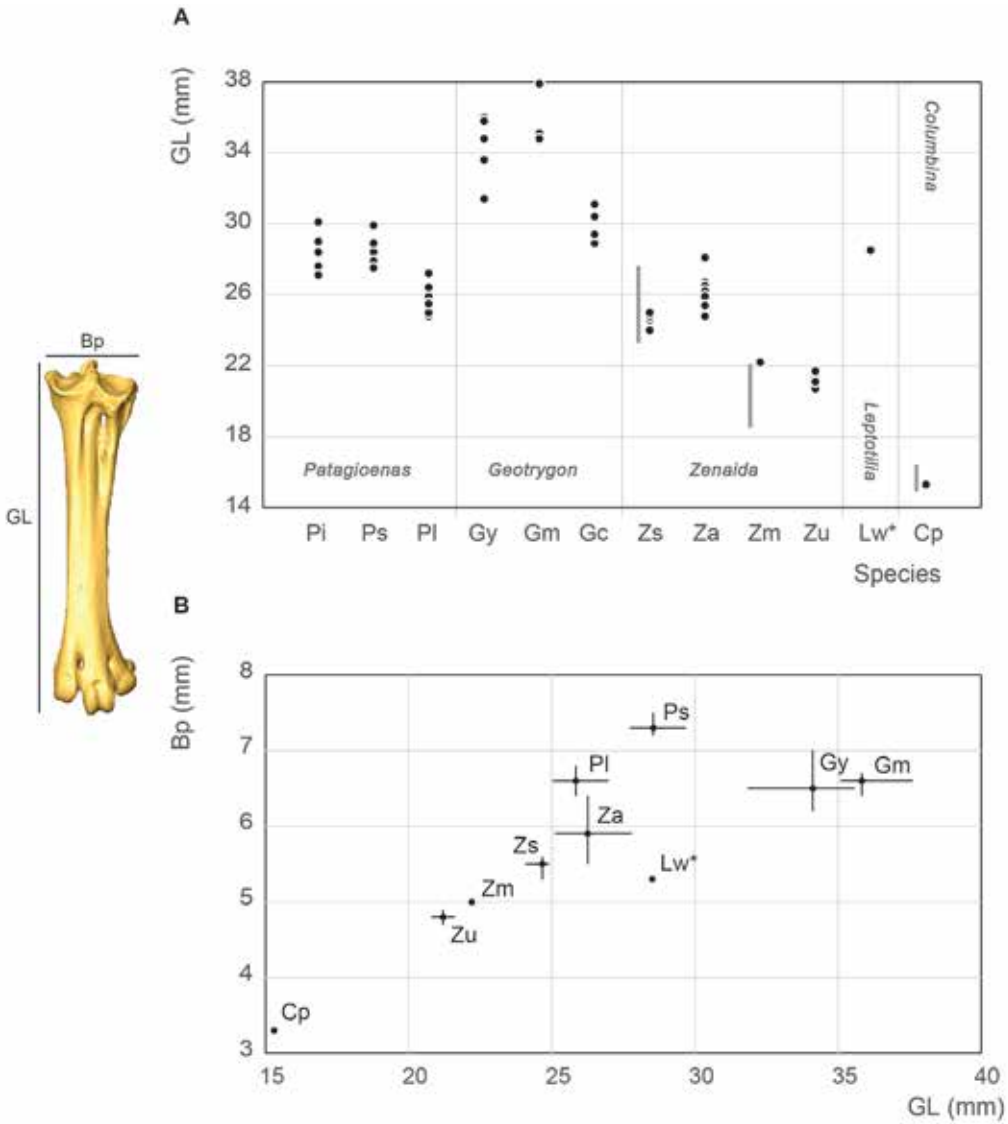 A
GL (mm)
38
34
30
26
22
18
14
Columbina
Leptotilia
Patagioenas Geotrygon Zenaida
Pi Ps Pl Gy Gm Gc Zs Za Zm Zu Lw* Cp
Species
Bp
GL
B
Bp (mm)
8
7
6
5
4
3
Ps
Pl
Gy Gm
Za
Zs
Lw*
Zm
Zu
Cp
15 20 25 30 35 40
GL (mm)